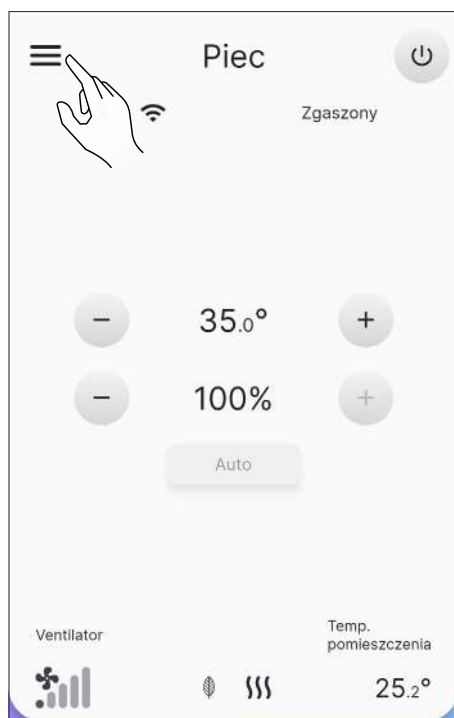 Piec
Zgaszony
− 35.0° +
− 100% +
Auto
Ventilator
Temp.
pomieszczenia
25.2°